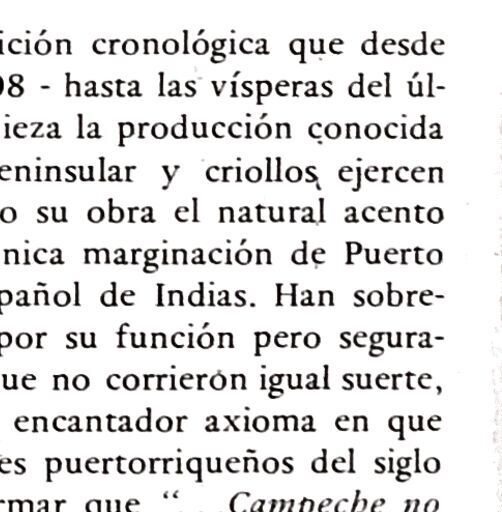 ición cronológica que desde
98 - hasta las vísperas del úl-
ieza la producción conocida
eninsular y criollos, ejercen
o su obra el natural acento
nica marginación de Puerto
pañol de Indias. Han sobre-
por su función pero segura-
ue no corrieron igual suerte,
encantador axioma en que
es puertorriqueños del siglo
rmar que “... Campeche no